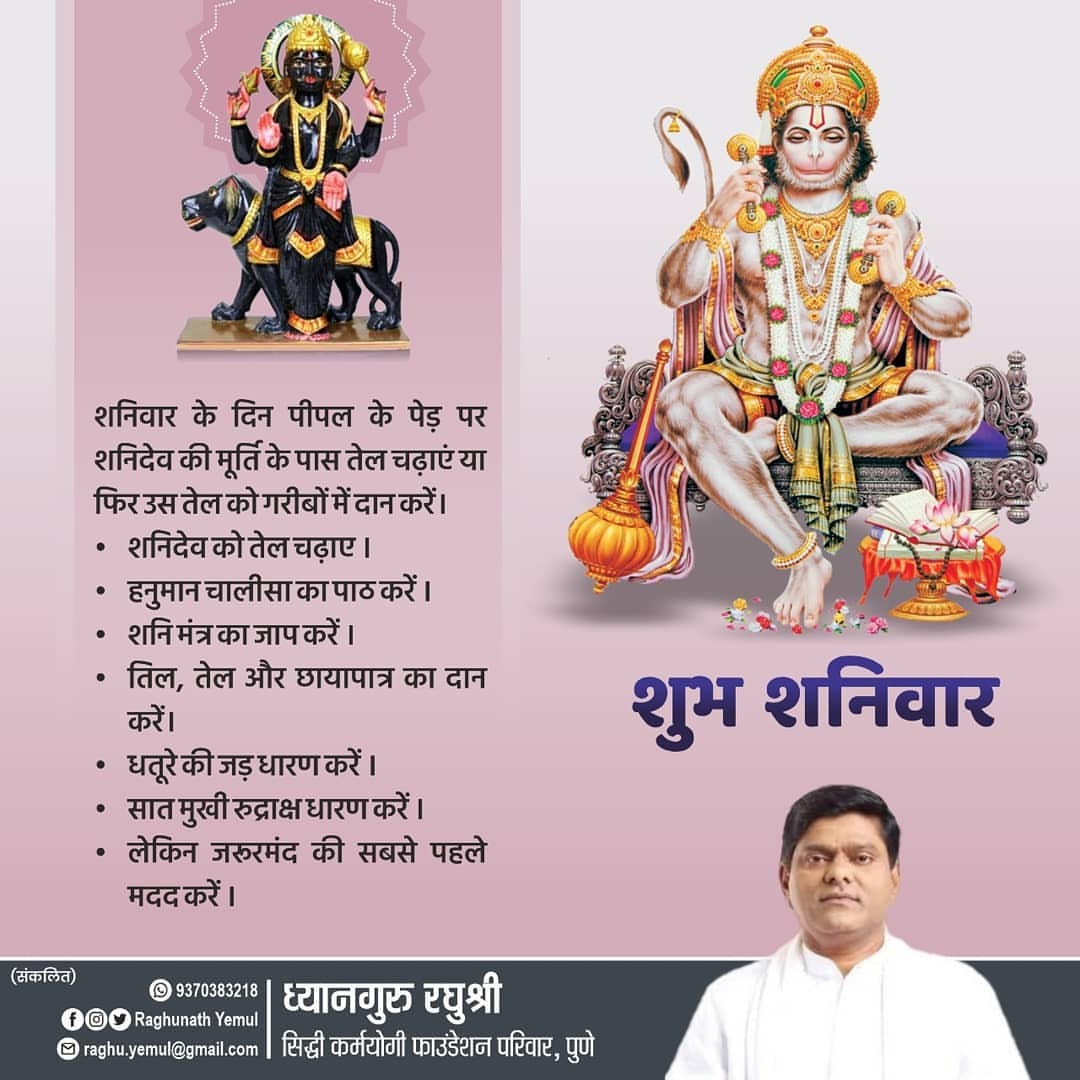 शनिवार के दिन पीपल के पेड़ पर
शनिदेव की मूर्ति के पास तेल चढ़ाएं या
फिर उस तेल को गरीबों में दान करें।
• शनिदेव को तेल चढ़ाए ।
• हनुमान चालीसा का पाठ करें ।
• शनि मंत्र का जाप करें ।
• तिल, तेल और छायापात्र का दान
करें।
• धतूरे की जड़ धारण करें ।
• सात मुखी रुद्राक्ष धारण करें ।
• लेकिन जरूरमंद की सबसे पहले
मदद करें ।
शुभ शनिवार
(संकलित)
9370383218
Raghunath Yemul
raghu.yemul@gmail.com
ध्यानगुरु रघुश्री
सिद्धी कर्मयोगी फाउंडेशन परिवार, पुणे